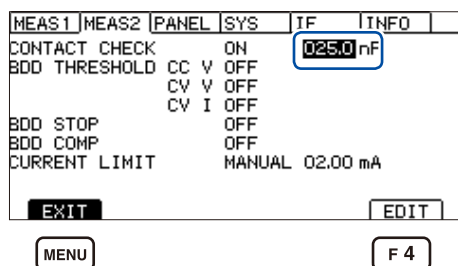 MEAS1 MEAS2 PANEL SYS IF INFO
CONTACT CHECK ON 025.0 nF
BDD THRESHOLD CC V OFF
CV V OFF
CV I OFF
BDD STOP OFF
BDD COMP OFF
CURRENT LIMIT MANUAL 02.00 mA
EXIT EDIT
MENU F 4